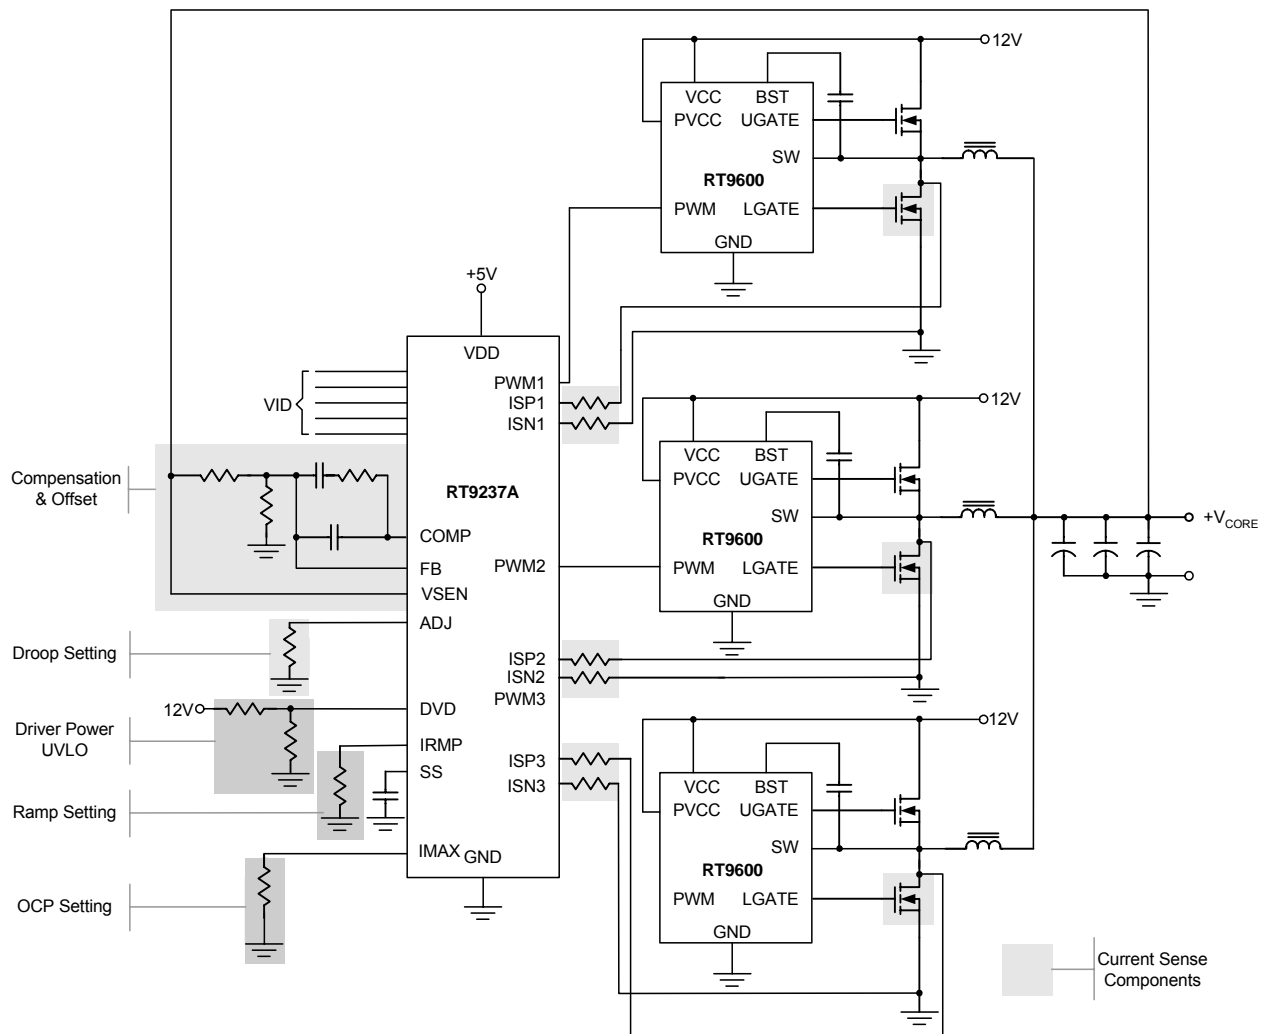 12V
VCC
BST
PVCC
UGATE
SW
RT9600
PWM
LGATE
GND
+5V
VDD
PWM1
VID
ISP1
ISN1
12V
VCC
BST
PVCC
UGATE
SW
RT9600
PWM
LGATE
GND
Compensation
& Offset
RT9237A
COMP
FB
VSEN
PWM2
+VCORE
ADJ
Droop Setting
ISP2
ISN2
PWM3
12V
DVD
Driver Power
UVLO
IRMP
SS
ISP3
ISN3
Ramp Setting
IMAX
GND
OCP Setting
12V
VCC
BST
PVCC
UGATE
SW
RT9600
PWM
LGATE
GND
Current Sense
Components